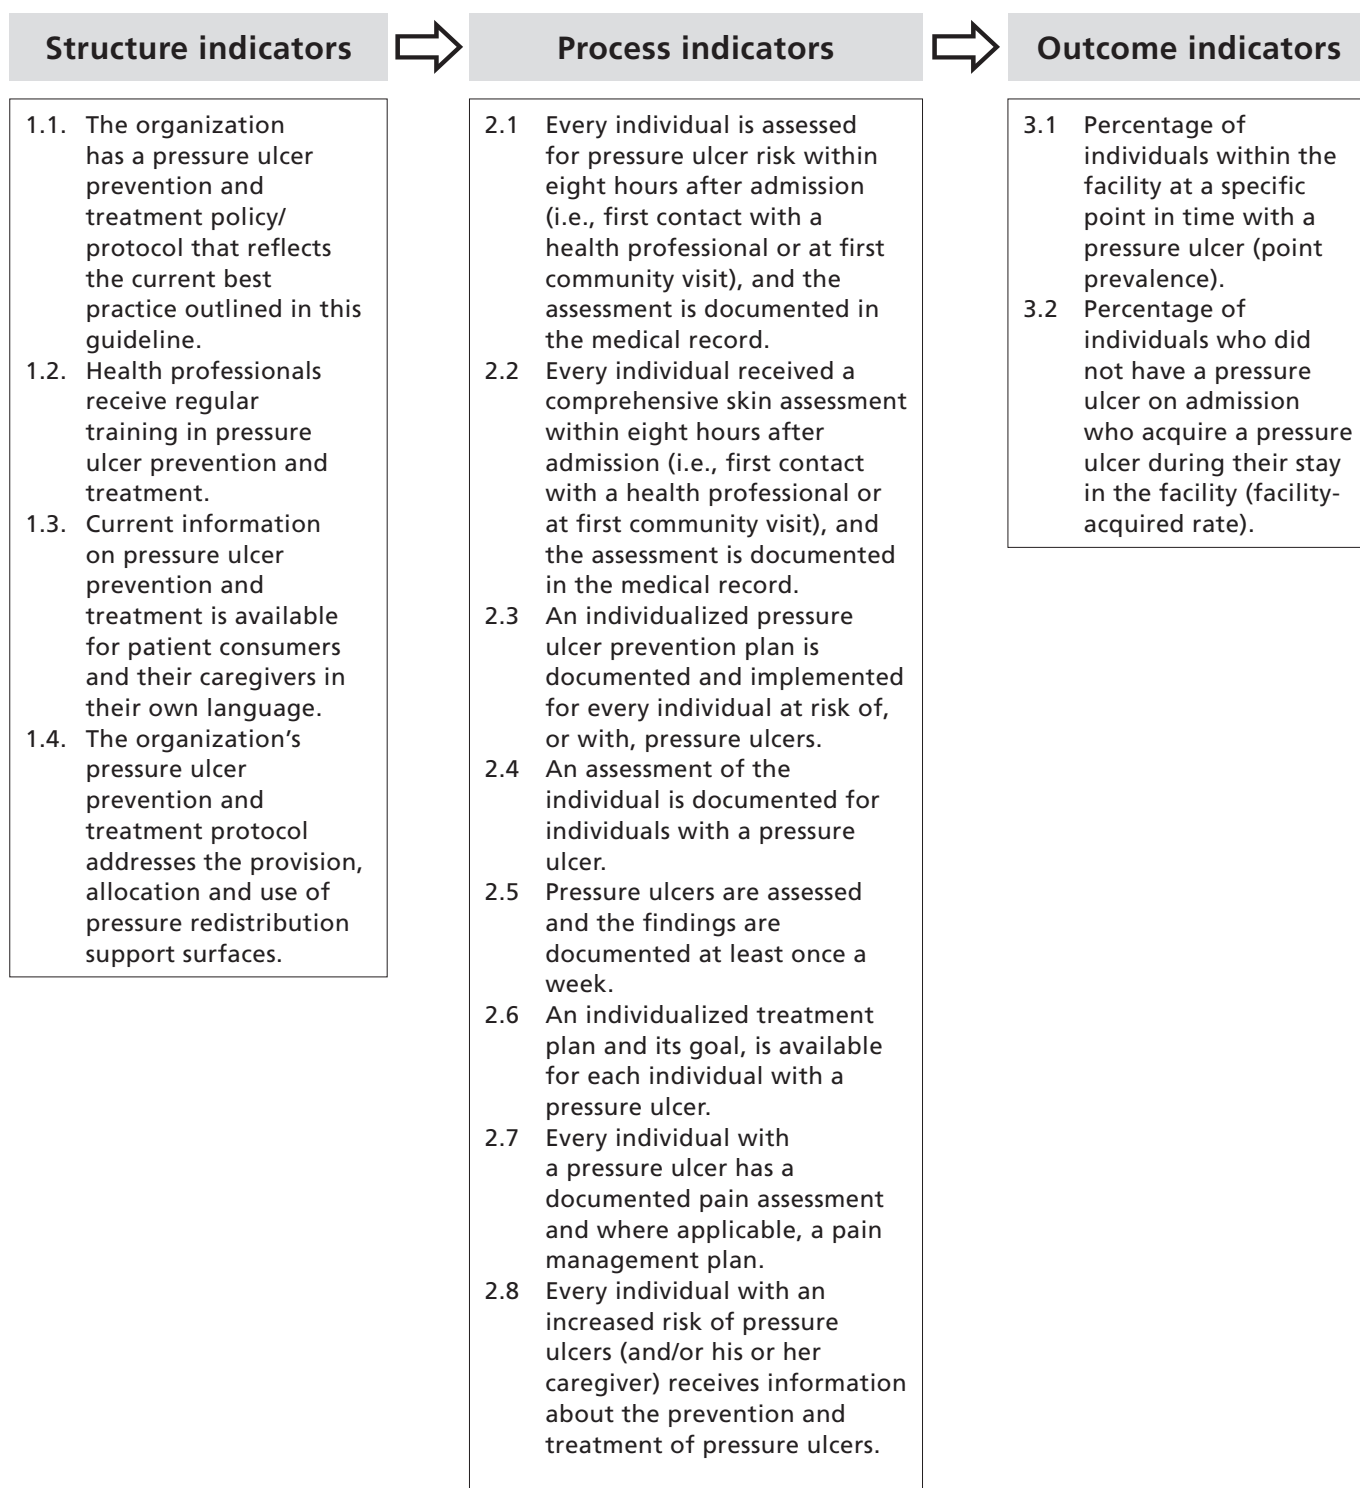 Structure indicators
Process indicators
Outcome indicators
1.1. The organization
has a pressure ulcer
prevention and
treatment policy/
protocol that reflects
the current best
practice outlined in this
guideline.
1.2. Health professionals
receive regular
training in pressure
ulcer prevention and
treatment.
1.3. Current information
on pressure ulcer
prevention and
treatment is available
for patient consumers
and their caregivers in
their own language.
1.4. The organization’s
pressure ulcer
prevention and
treatment protocol
addresses the provision,
allocation and use of
pressure redistribution
support surfaces.
2.1 Every individual is assessed
for pressure ulcer risk within
eight hours after admission
(i.e., first contact with a
health professional or at first
community visit), and the
assessment is documented in
the medical record.
2.2 Every individual received a
comprehensive skin assessment
within eight hours after
admission (i.e., first contact
with a health professional or
at first community visit), and
the assessment is documented
in the medical record.
2.3 An individualized pressure
ulcer prevention plan is
documented and implemented
for every individual at risk of,
or with, pressure ulcers.
2.4 An assessment of the
individual is documented for
individuals with a pressure
ulcer.
2.5 Pressure ulcers are assessed
and the findings are
documented at least once a
week.
2.6 An individualized treatment
plan and its goal, is available
for each individual with a
pressure ulcer.
2.7 Every individual with
a pressure ulcer has a
documented pain assessment
and where applicable, a pain
management plan.
2.8 Every individual with an
increased risk of pressure
ulcers (and/or his or her
caregiver) receives information
about the prevention and
treatment of pressure ulcers.
3.1 Percentage of
individuals within the
facility at a specific
point in time with a
pressure ulcer (point
prevalence).
3.2 Percentage of
individuals who did
not have a pressure
ulcer on admission
who acquire a pressure
ulcer during their stay
in the facility (facility-
acquired rate).